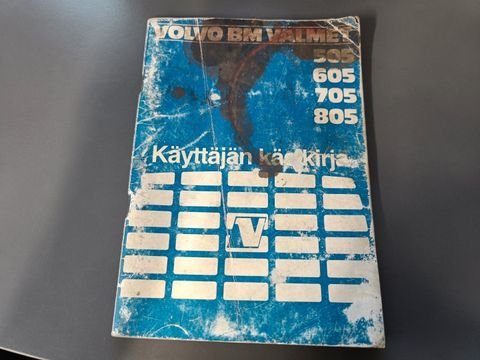 VOLVO BM VALMET
505
605
705
805
Käyttäjän käsikirja
V